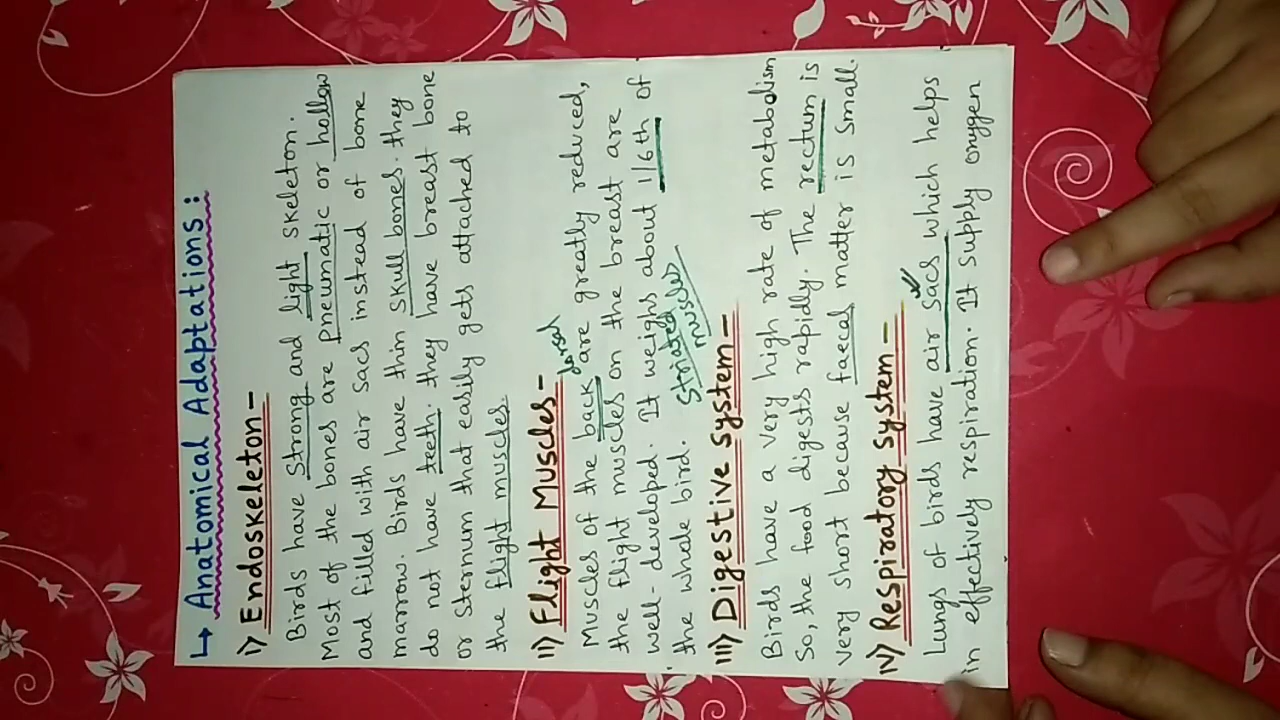 ↳ Anatomical Adaptations:
i) Endoskeleton-
Birds have strong and light skeleton.
Most of the bones are pneumatic or hollow
and filled with air sacs instead of bone
marrow. Birds have thin skull bones. they
do not have teeth. they have breast bone
or sternum that easily gets attached to
the flight muscles.
ii) Flight Muscles-
dorsal
Muscles of the back are greatly reduced,
the flight muscles on the breast are
well-developed. It weighs about 1/6th of
the whole bird.
Striated
muscles
iii) Digestive system-
Birds have a very high rate of metabolism
So, the food digests rapidly. The rectum is
very short because faecal matter is small.
iv) Respiratory system-
Lungs of birds have air sacs which helps
in effectively respiration. It supply oxygen